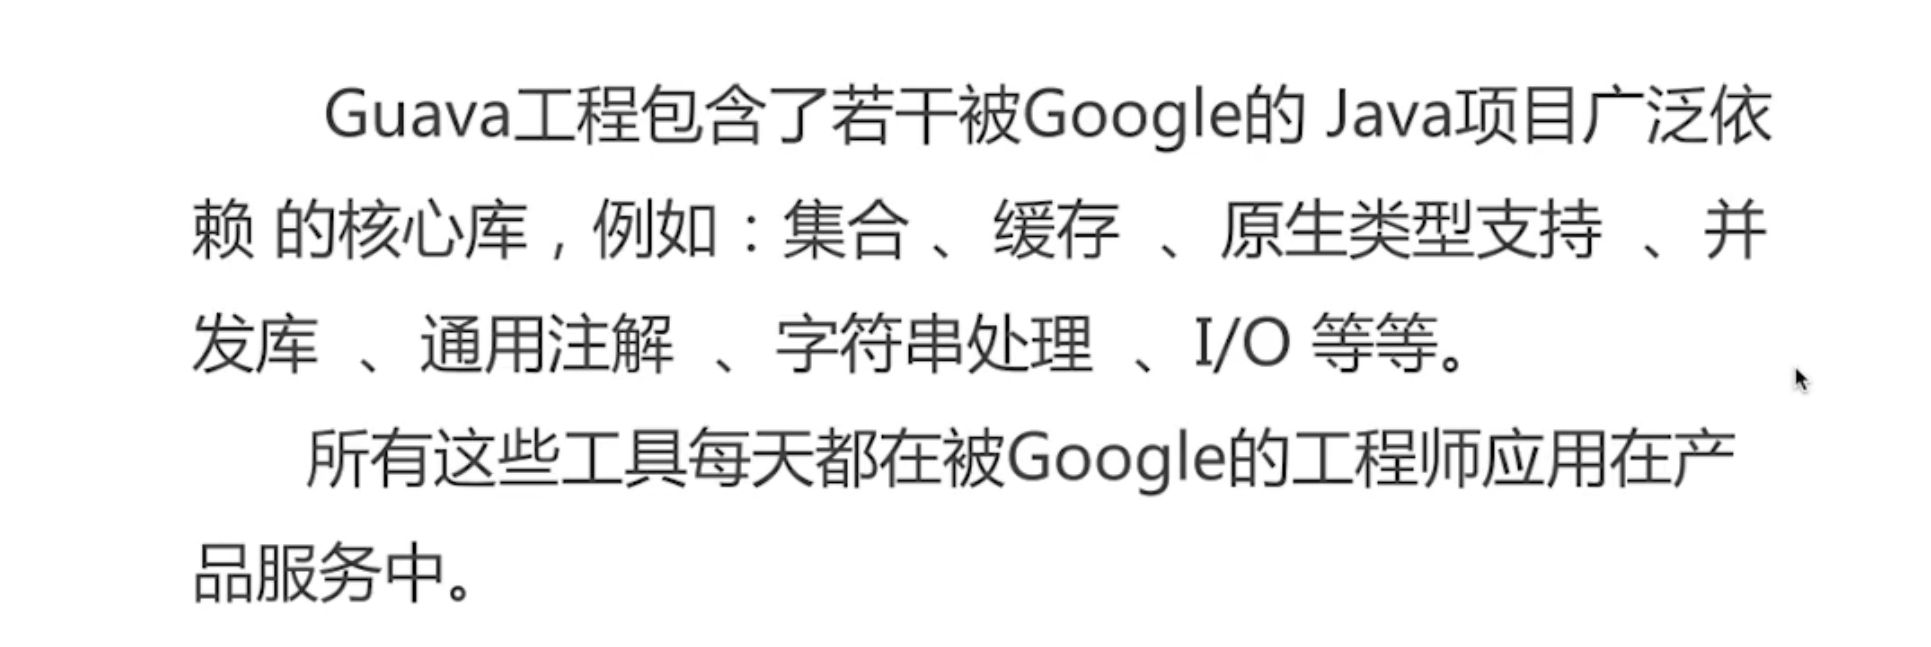 Guava工程包含了若干被Google的 Java项目广泛依
赖 的核心库，例如：集合 、缓存 、原生类型支持 、并
发库 、通用注解 、字符串处理 、I/O 等等。
所有这些工具每天都在被Google的工程师应用在产
品服务中。